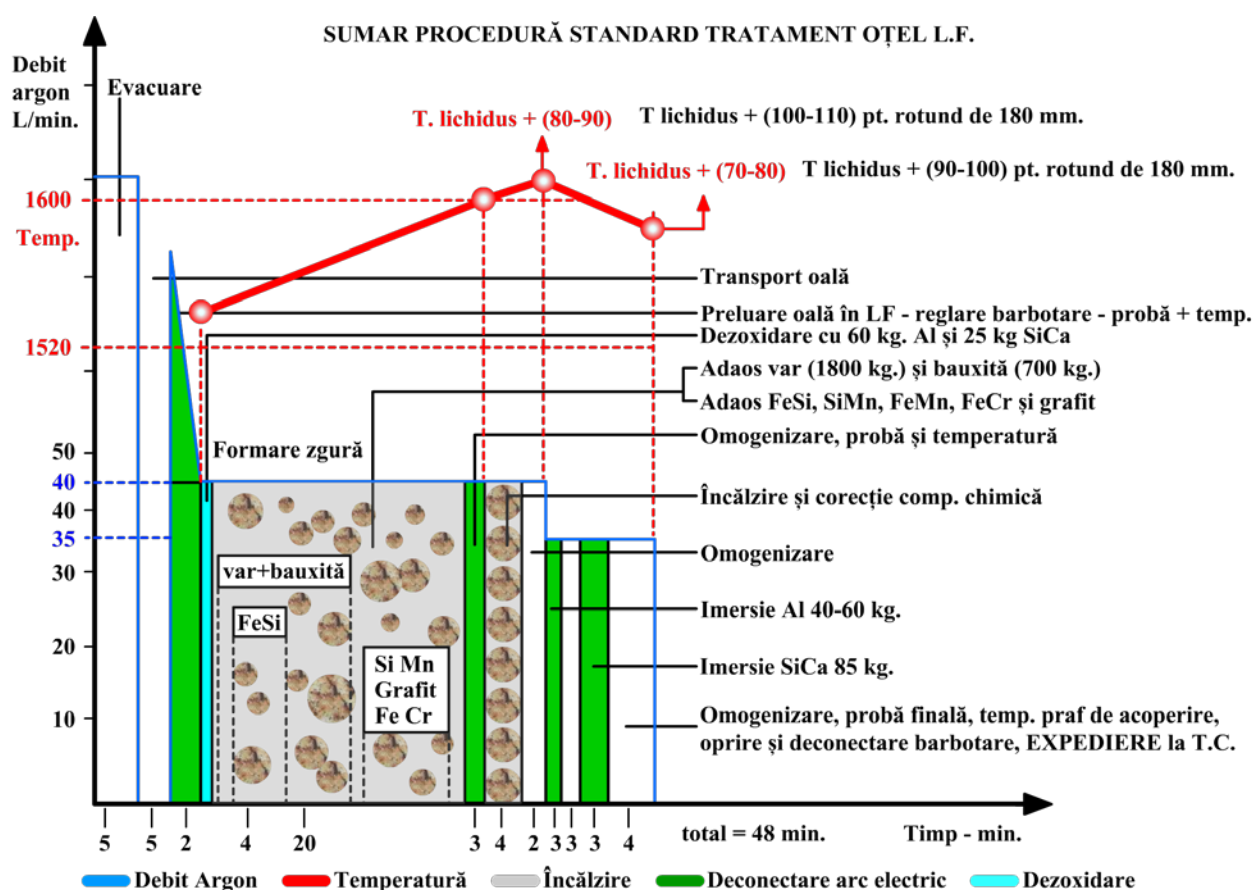 SUMAR PROCEDURĂ STANDARD TRATAMENT OȚEL L.F.
Debit
argon
L/min.
Evacuare
T. lichidus + (80-90)
T lichidus + (100-110) pt. rotund de 180 mm.
T. lichidus + (70-80)
T lichidus + (90-100) pt. rotund de 180 mm.
1600
Temp.
Transport oală
Preluare oală în LF - reglare barbotare - probă + temp.
Dezoxidare cu 60 kg. Al și 25 kg SiCa
1520
Adaos var (1800 kg.) și bauxită (700 kg.)
Adaos FeSi, SiMn, FeMn, FeCr și grafit
Formare zgură
Omogenizare, probă și temperatură
50
40
40
35
30
20
10
Încălzire și corecție comp. chimică
Omogenizare
var+bauxită
FeSi
Si Mn
Grafit
Fe Cr
Imersie Al 40-60 kg.
Imersie SiCa 85 kg.
Omogenizare, probă finală, temp. praf de acoperire,
oprire și deconectare barbotare, EXPEDIERE la T.C.
5 5 2 4 20 3 4 2 3 3 3 4
total = 48 min.
Timp - min.
Debit Argon
Temperatură
Încălzire
Deconectare arc electric
Dezoxidare